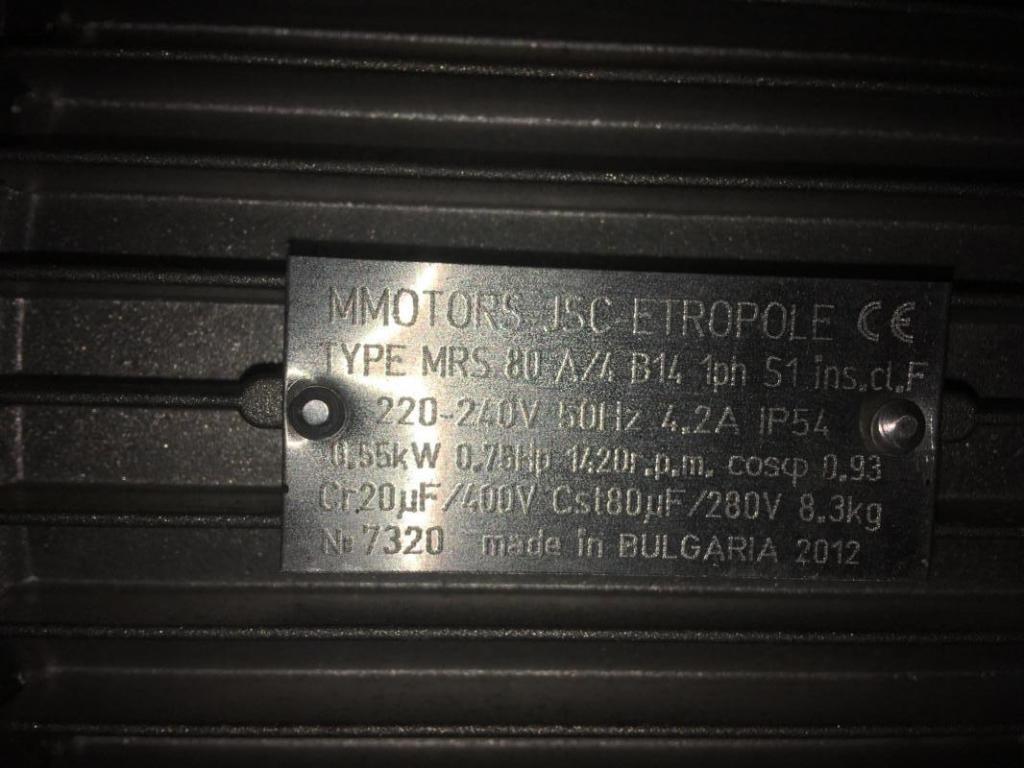 MMOTORS JSC ETROPOLE CE
TYPE MRS 80 A/4 B14 1ph S1 ins.cl.F
220-240V 50Hz 4.2A IP54
0.55kW 0.75Hp 1420r.p.m. cosφ 0.93
Cr.20μF/400V Cst80μF/280V 8.3kg
№ 7320 made in BULGARIA 2012